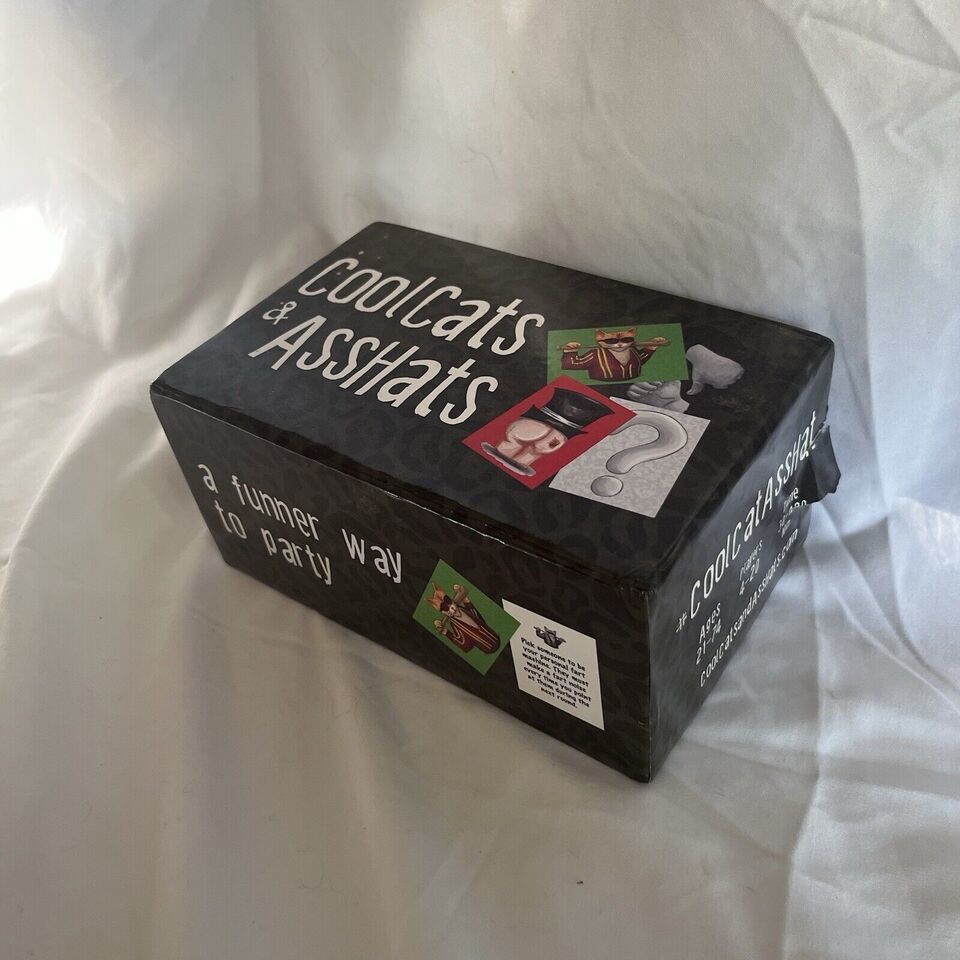 CoolCats
& AssHats
?
a funner way
to party
Pick someone to be
your personal fart
machine. They must
make a fart noise
every time you point
at them during the
next round.
#CoolCatAssHat
Ages
21-74
Players
4-20
CoolCatsandAssHats.com